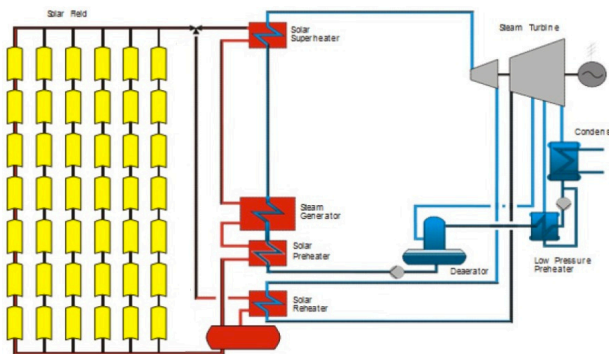 Solar Field
Solar
Superheater
Steam
Turbine
Condens
Steam
Generator
Solar
Preheater
Deaerator
Low Pressure
Preheater
Solar
Reheater